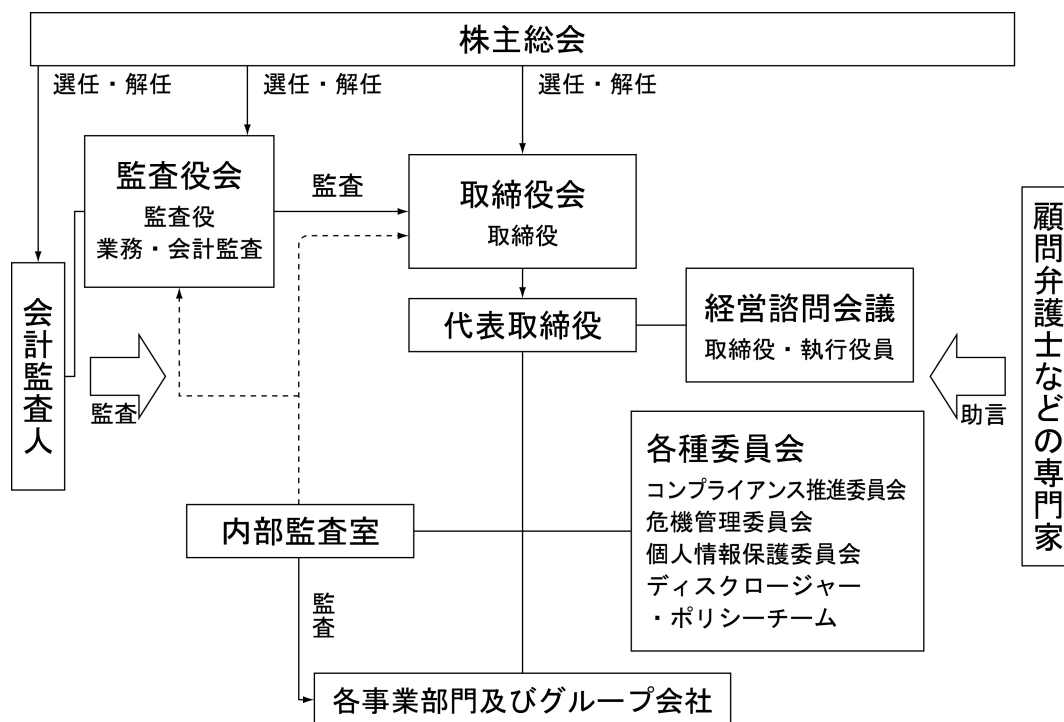 株主総会
選任・解任
選任・解任
選任・解任
監査役会
監査役
業務・会計監査
監査
取締役会
取締役
会計監査人
監査
代表取締役
経営諮問会議
取締役・執行役員
助言
顧問弁護士などの専門家
各種委員会
コンプライアンス推進委員会
危機管理委員会
個人情報保護委員会
ディスクロージャー
・ポリシーチーム
内部監査室
監査
各事業部門及びグループ会社